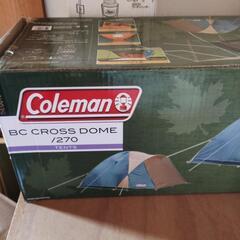 Coleman
BC CROSS DOME
/270
TENTS